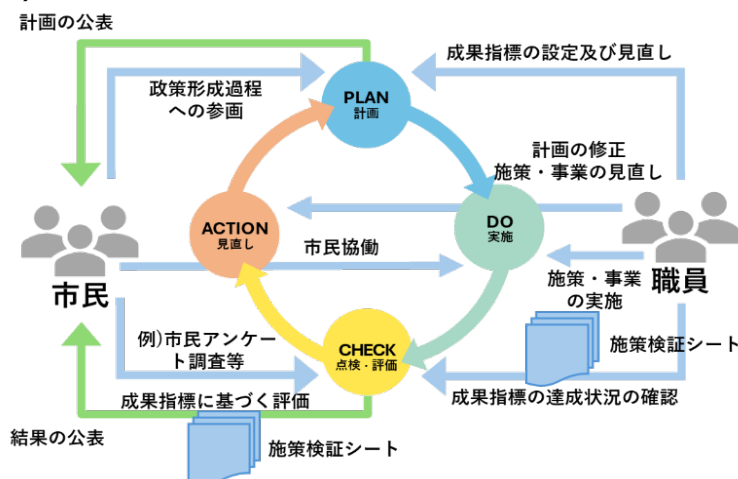 計画の公表
成果指標の設定及び見直し
政策形成過程
への参画
PLAN
計画
計画の修正
施策・事業の見直し
ACTION
見直し
DO
実施
市民協働
市民
職員
施策・事業
の実施
例)市民アンケー
ト調査等
CHECK
点検・評価
施策検証シート
成果指標に基づく評価
成果指標の達成状況の確認
結果の公表
施策検証シート